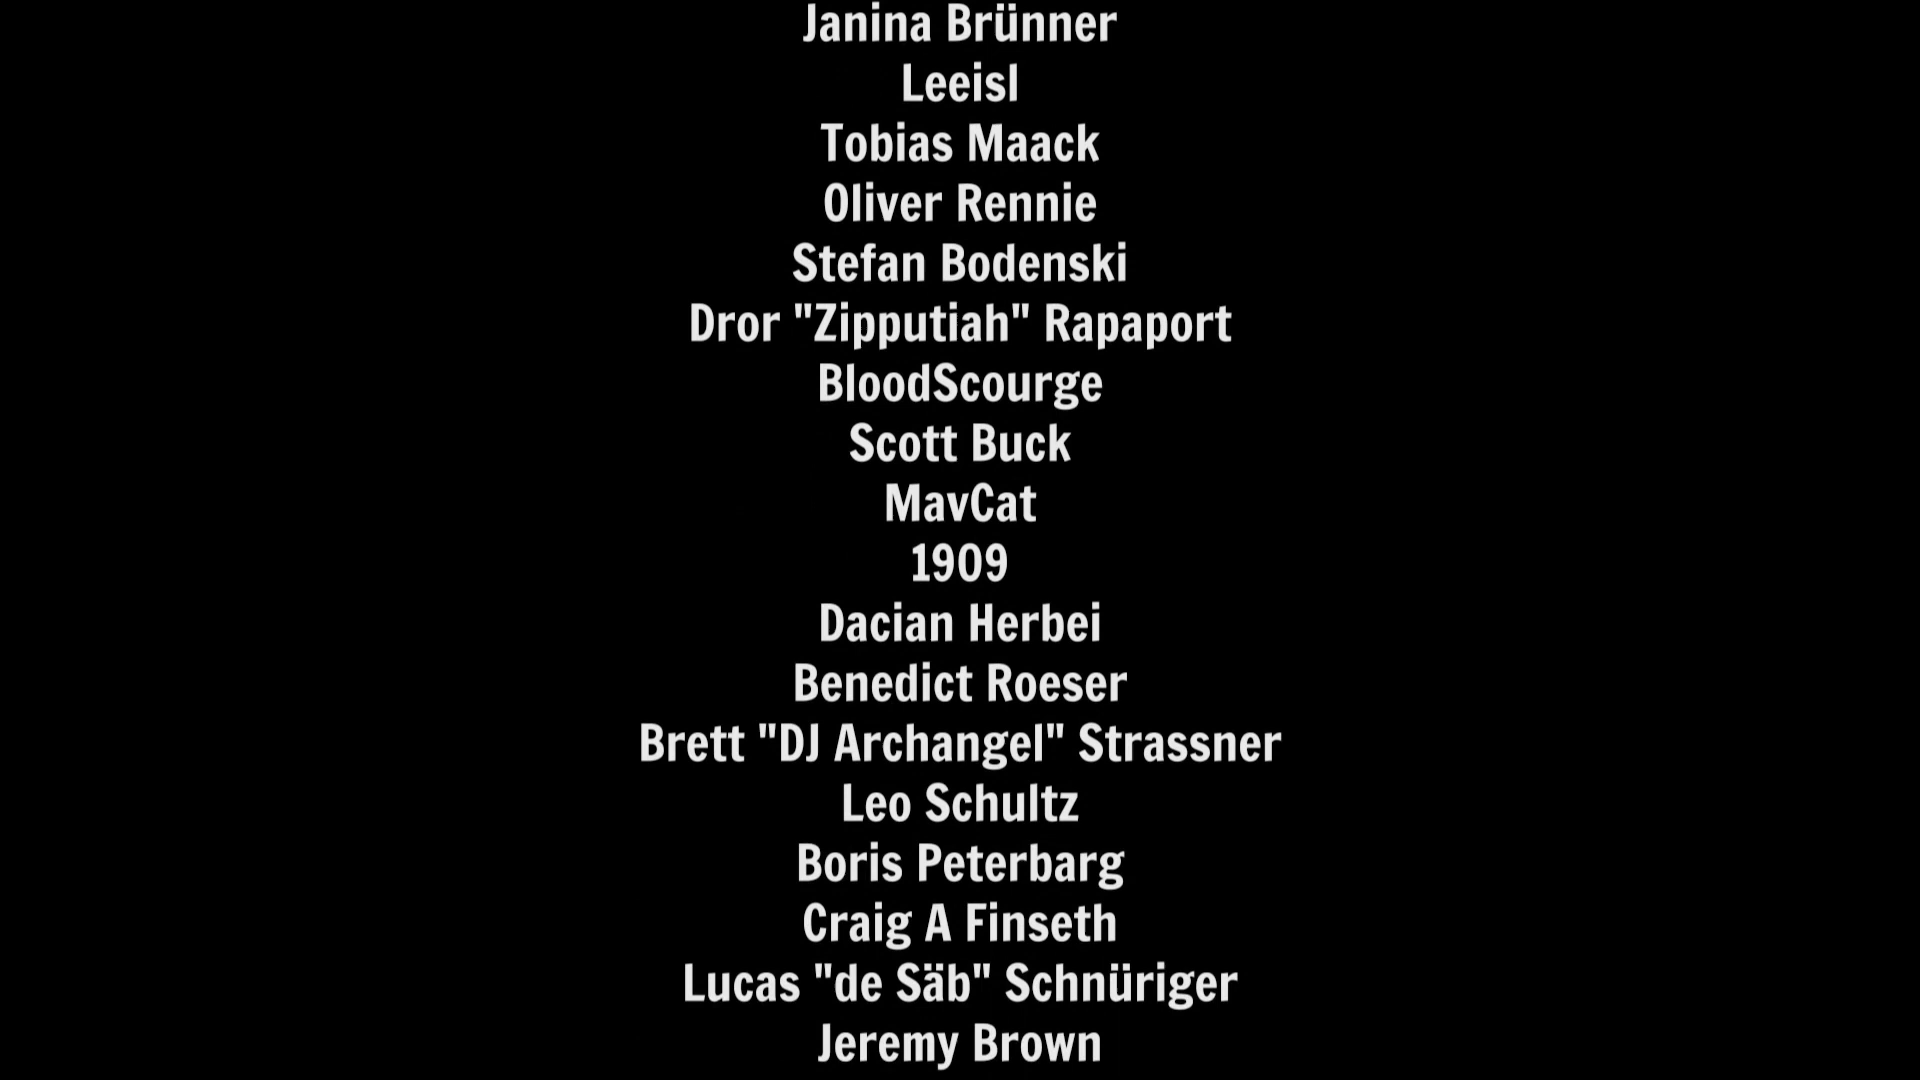 Janina Brünner
Leeisl
Tobias Maack
Oliver Rennie
Stefan Bodenski
Dror "Zipputiah" Rapaport
BloodScourge
Scott Buck
MavCat
1909
Dacian Herbei
Benedict Roeser
Brett "DJ Archangel" Strassner
Leo Schultz
Boris Peterbarg
Craig A Finseth
Lucas "de Säb" Schnüriger
Jeremy Brown